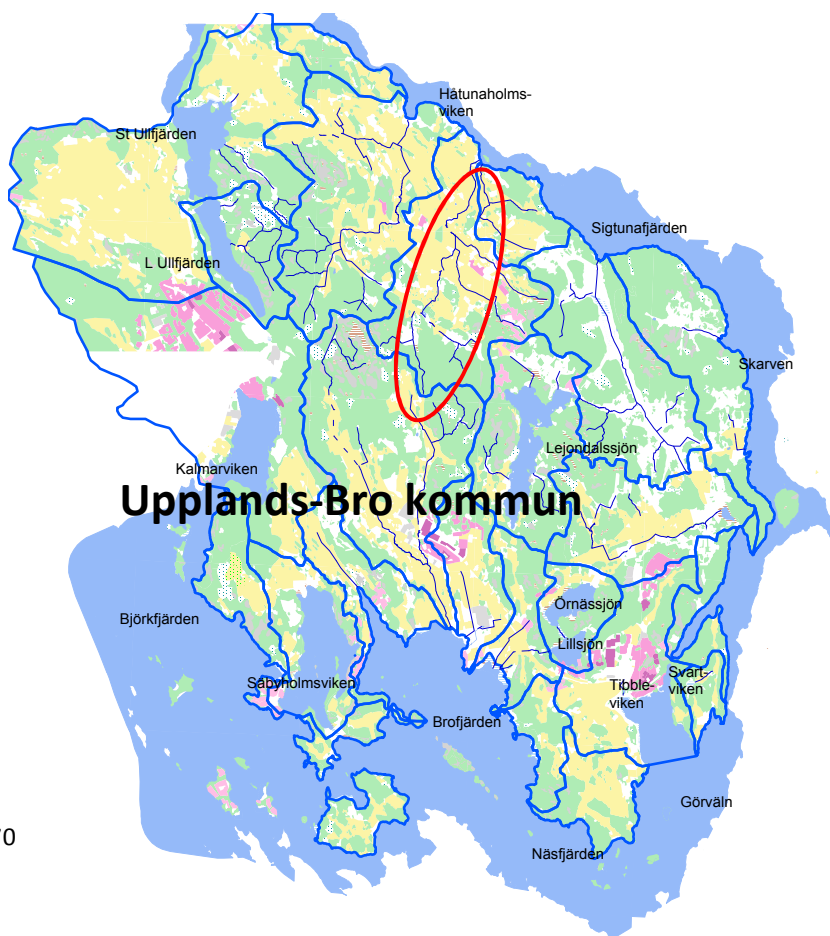 Håtunaholms-
viken
St Ullfjärden
Sigtunafjärden
L Ullfjärden
Skarven
Lejondalssjön
Kalmarviken
Upplands-Bro kommun
Örnässjön
Björkfjärden
Lillsjön
Svart-
viken
Säbyholmsviken
Tibble-
viken
Brofjärden
Görväln
70
Näsfjärden